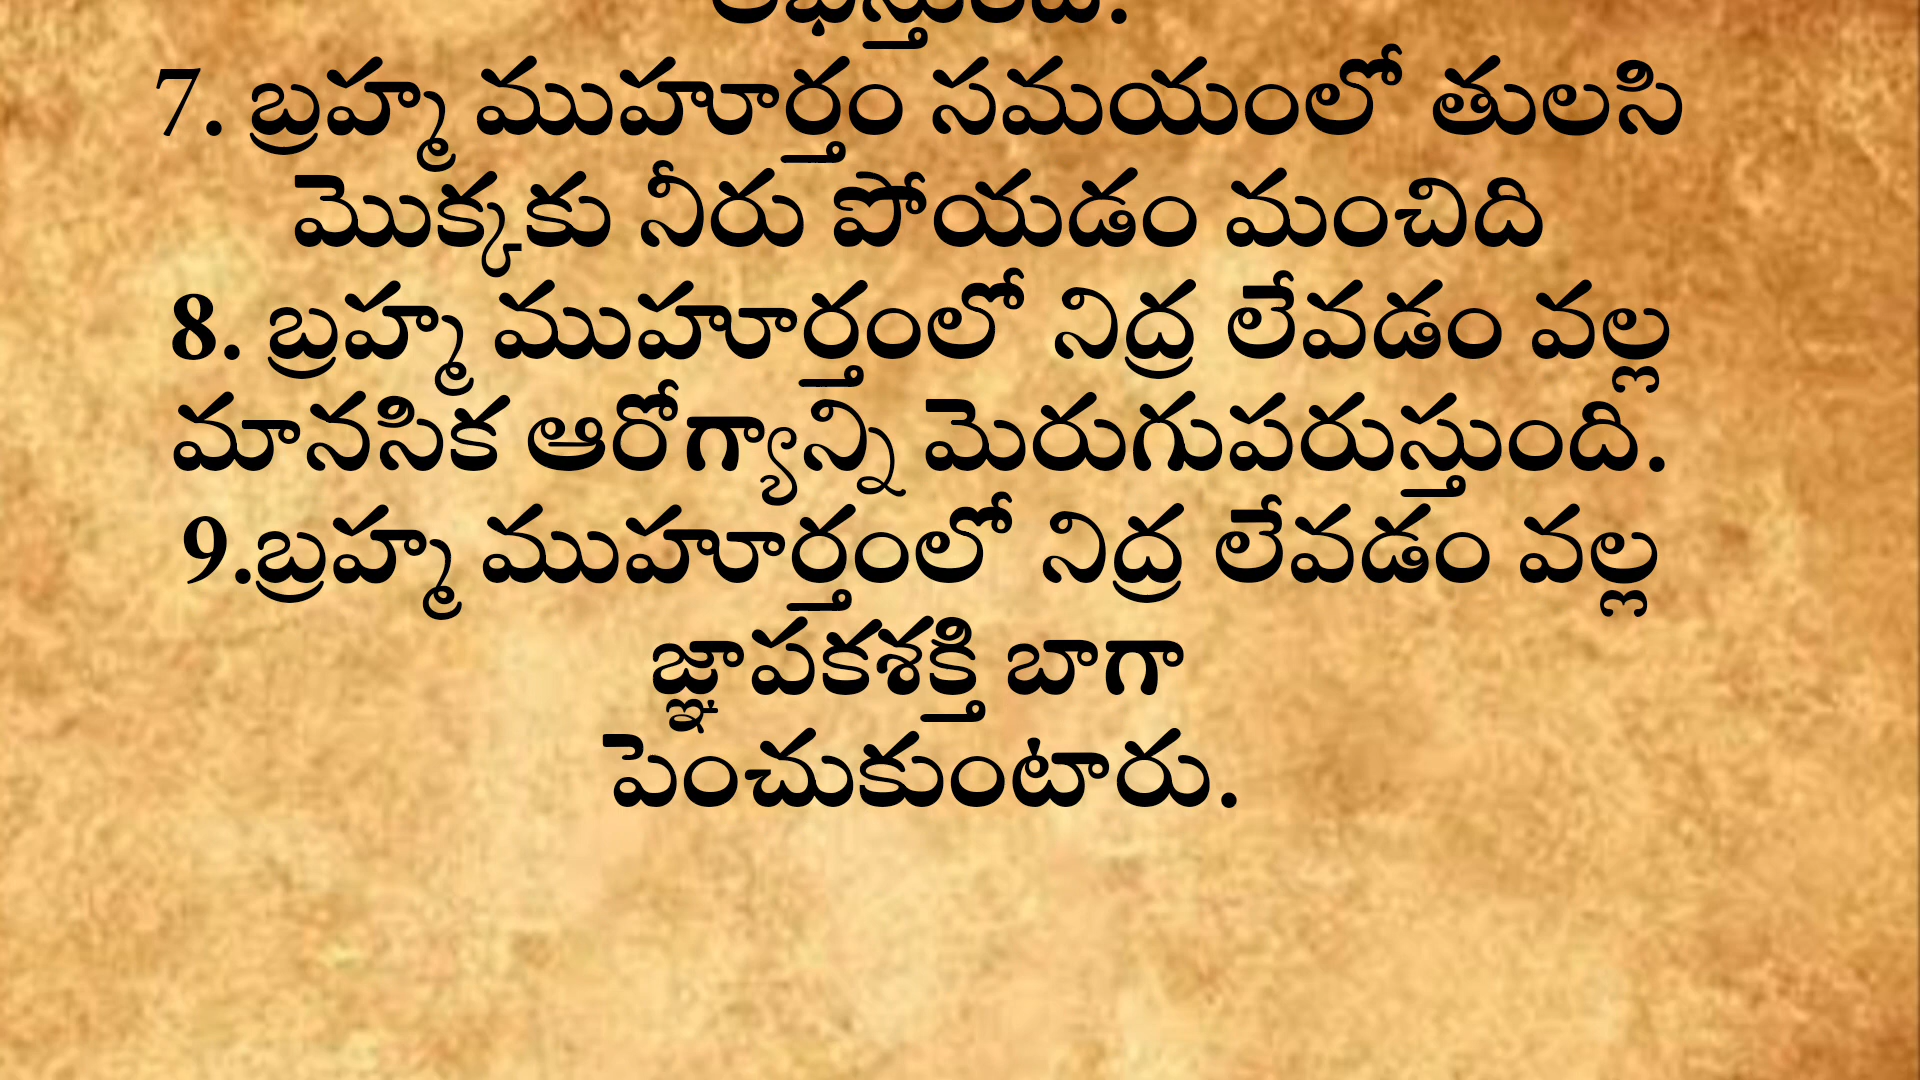 7. బ్రహ్మ ముహూర్తం సమయంలో తులసి
మొక్కకు నీరు పోయడం మంచిది
8. బ్రహ్మ ముహూర్తంలో నిద్ర లేవడం వల్ల
మానసిక ఆరోగ్యాన్ని మెరుగుపరుస్తుంది.
9.బ్రహ్మ ముహూర్తంలో నిద్ర లేవడం వల్ల
జ్ఞాపకశక్తి బాగా
పెంచుకుంటారు.